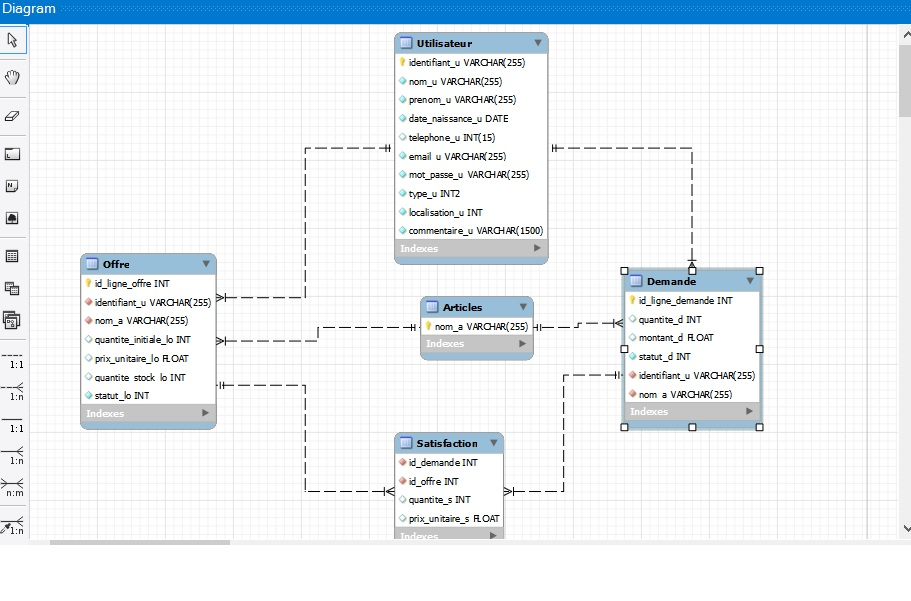 Diagram
Utilisateur
identifiant_u VARCHAR(255)
nom_u VARCHAR(255)
prenom_u VARCHAR(255)
date_naissance_u DATE
telephone_u INT(15)
email_u VARCHAR(255)
mot_passe_u VARCHAR(255)
type_u INT2
localisation_u INT
commentaire_u VARCHAR(1500)
Indexes
Offre
id_ligne_offre INT
identifiant_u VARCHAR(255)
nom_a VARCHAR(255)
quantite_initiale_lo INT
prix_unitaire_lo FLOAT
quantite_stock_lo INT
statut_lo INT
Indexes
Articles
nom_a VARCHAR(255)
Indexes
Demande
id_ligne_demande INT
quantite_d INT
montant_d FLOAT
statut_d INT
identifiant_u VARCHAR(255)
nom_a VARCHAR(255)
Indexes
Satisfaction
id_demande INT
id_offre INT
quantite_s INT
prix_unitaire_s FLOAT
Indexes
1:1
1:n
1:1
1:n
n:m
1:n